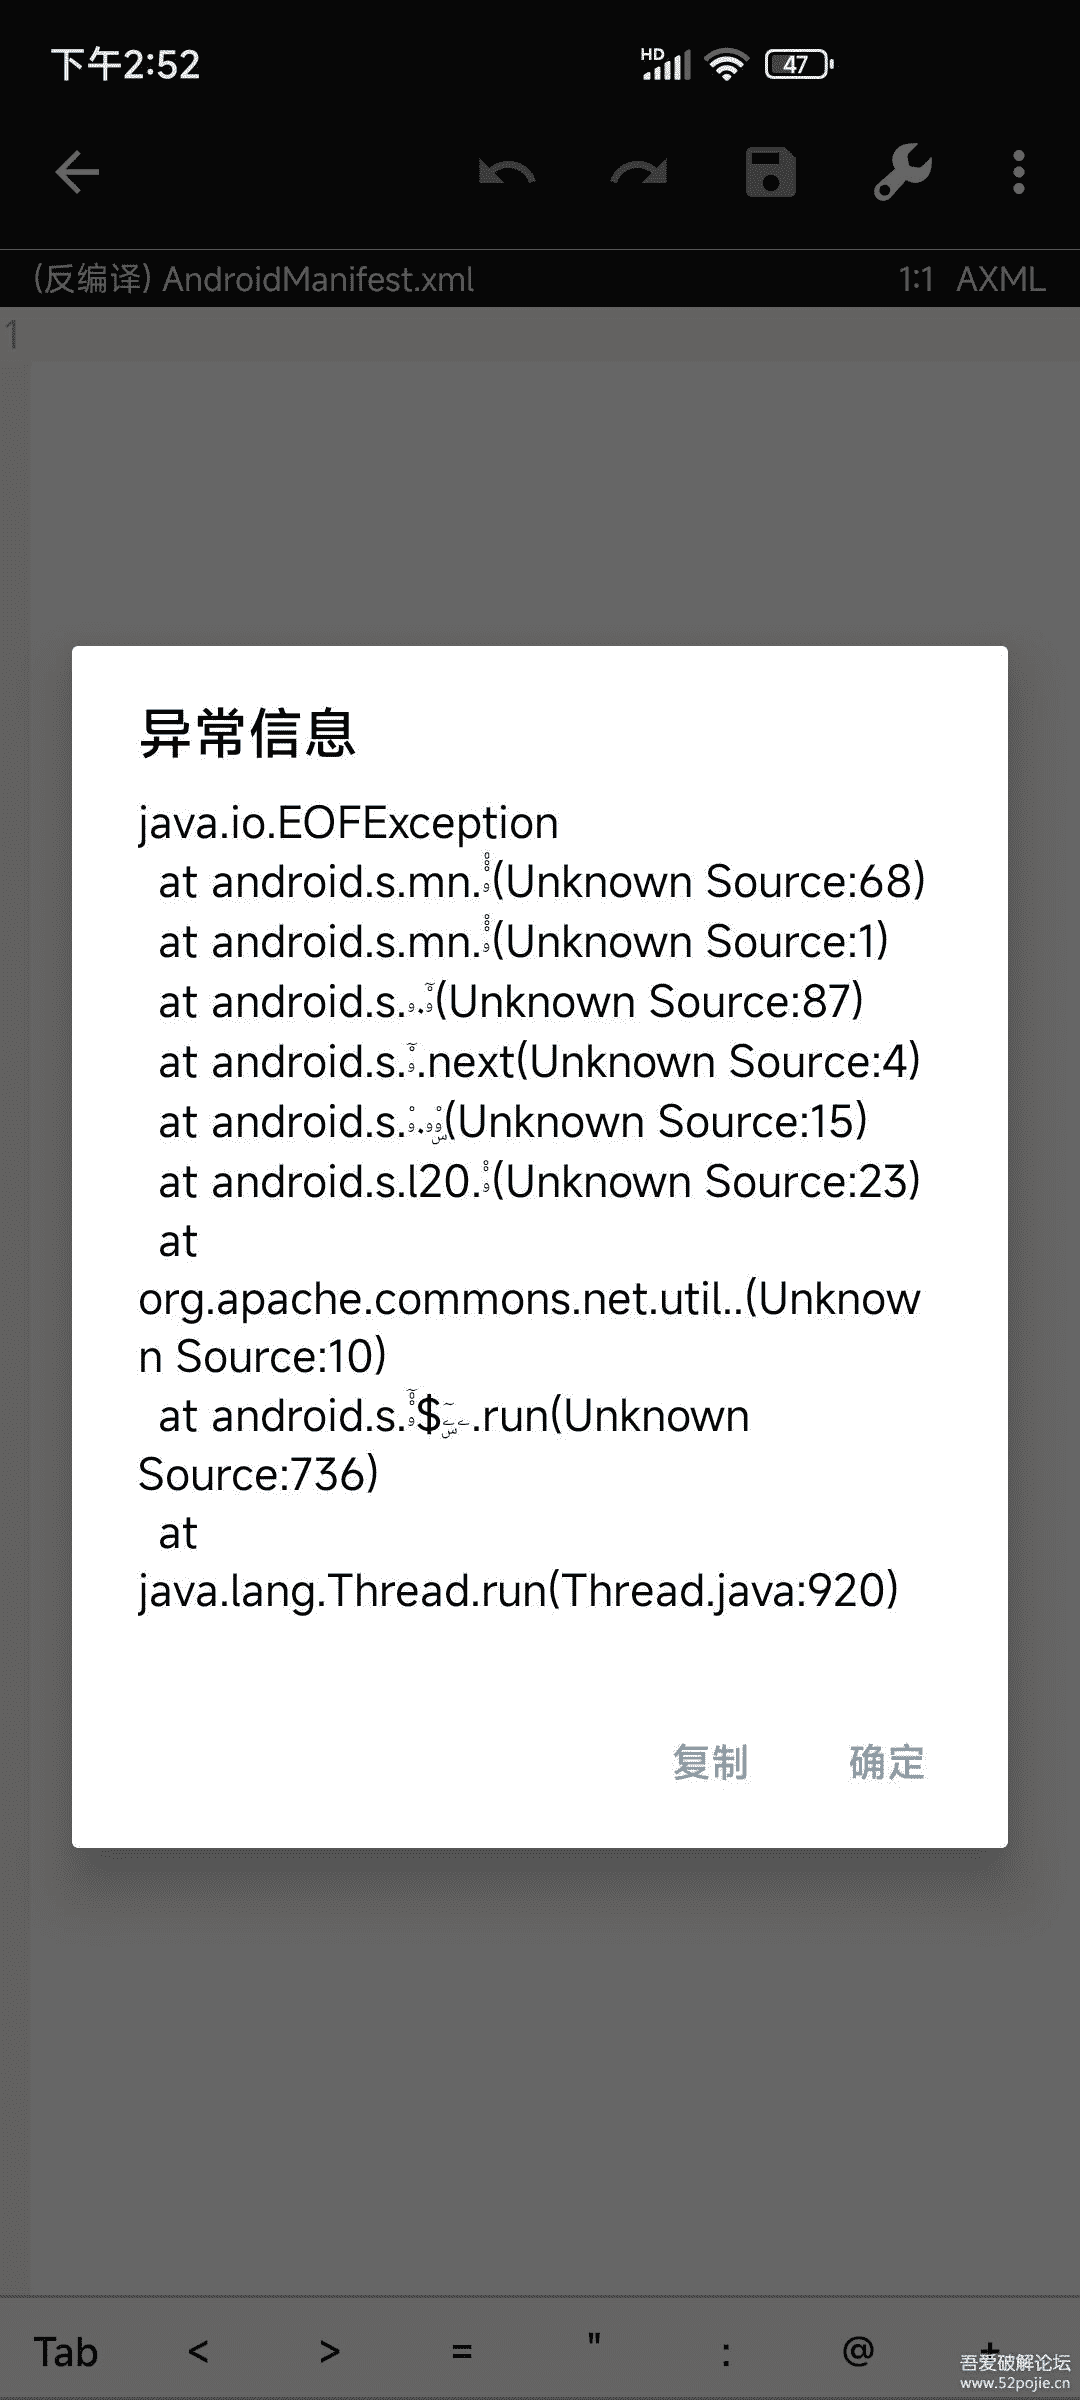 下午2:52
HD
47
(反编译) AndroidManifest.xml
1:1 AXML
1
异常信息
java.io.EOFException
at android.s.mn.(Unknown Source:68)
at android.s.mn.(Unknown Source:1)
at android.s..(Unknown Source:87)
at android.s..next(Unknown Source:4)
at android.s..(Unknown Source:15)
at android.s.l20.(Unknown Source:23)
at
org.apache.commons.net.util..(Unknow
n Source:10)
at android.s.$.run(Unknown
Source:736)
at
java.lang.Thread.run(Thread.java:920)
复制 确定
Tab < > = " : @ +
吾爱破解论坛
www.52pojie.cn